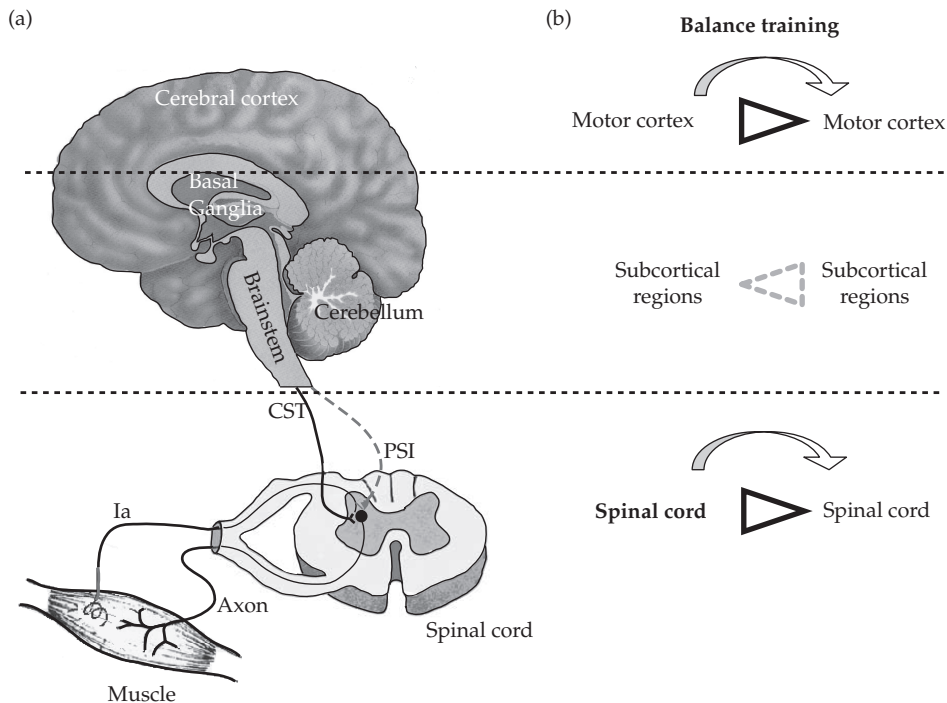 (a)
Cerebral cortex
Basal
Ganglia
Brainstem
Cerebellum
CST
PSI
Ia
Axon
Spinal cord
Muscle
(b)
Balance training
Motor cortex
Motor cortex
Subcortical
regions
Subcortical
regions
Spinal cord
Spinal cord